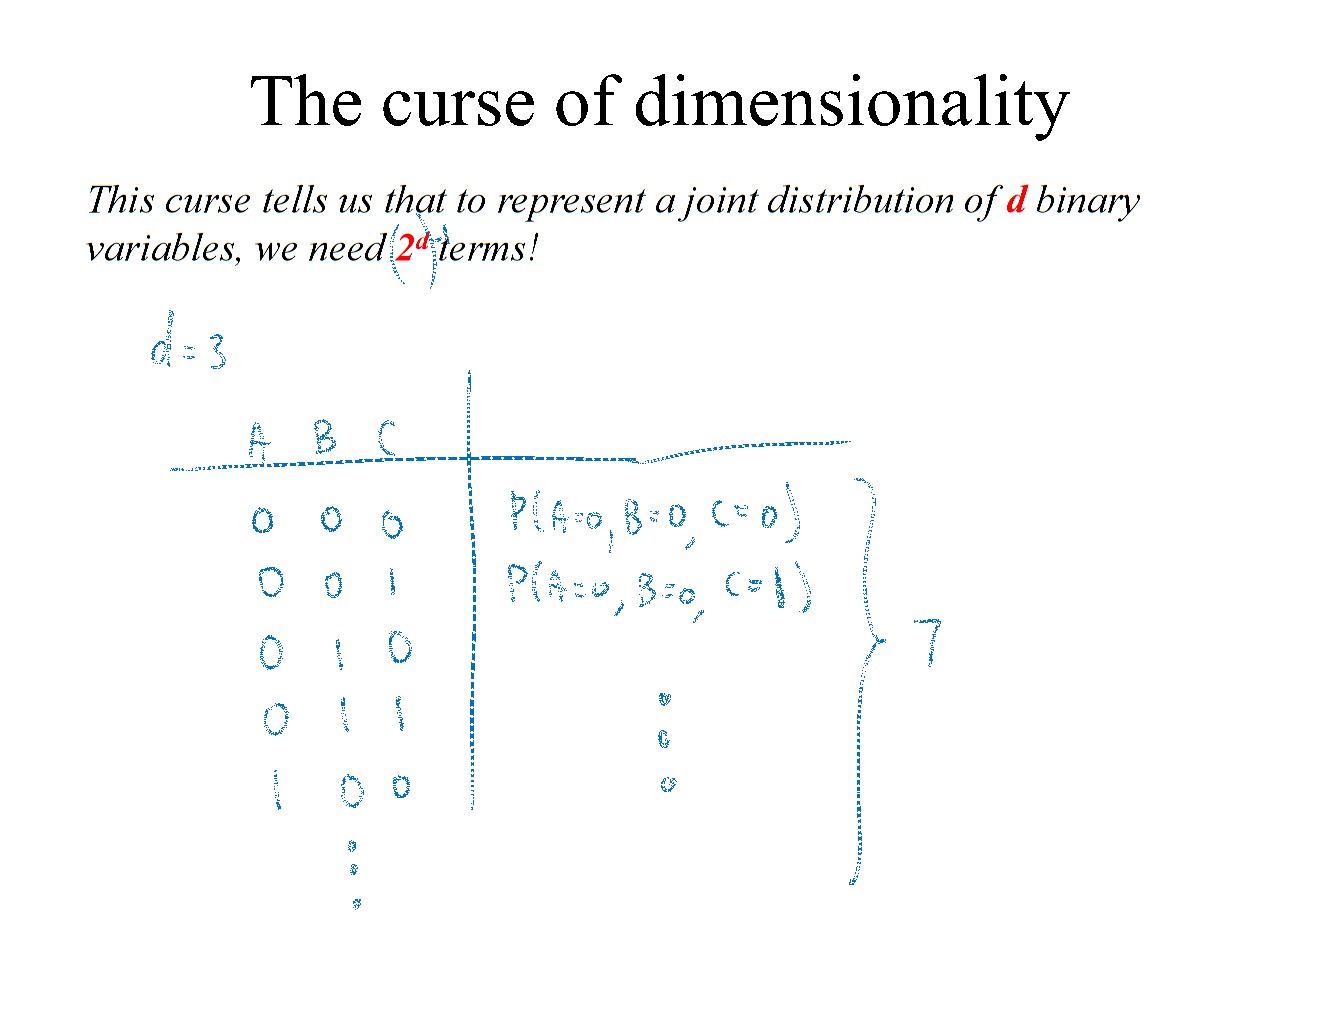 The curse of dimensionality
This curse tells us that to represent a joint distribution of d binary
variables, we need (2^d)-1 terms!
d = 3
A B C
0 0 0 P(A=0, B=0, C=0)
0 0 1 P(A=0, B=0, C=1)
0 1 0
7
0 1 1
1 0 0